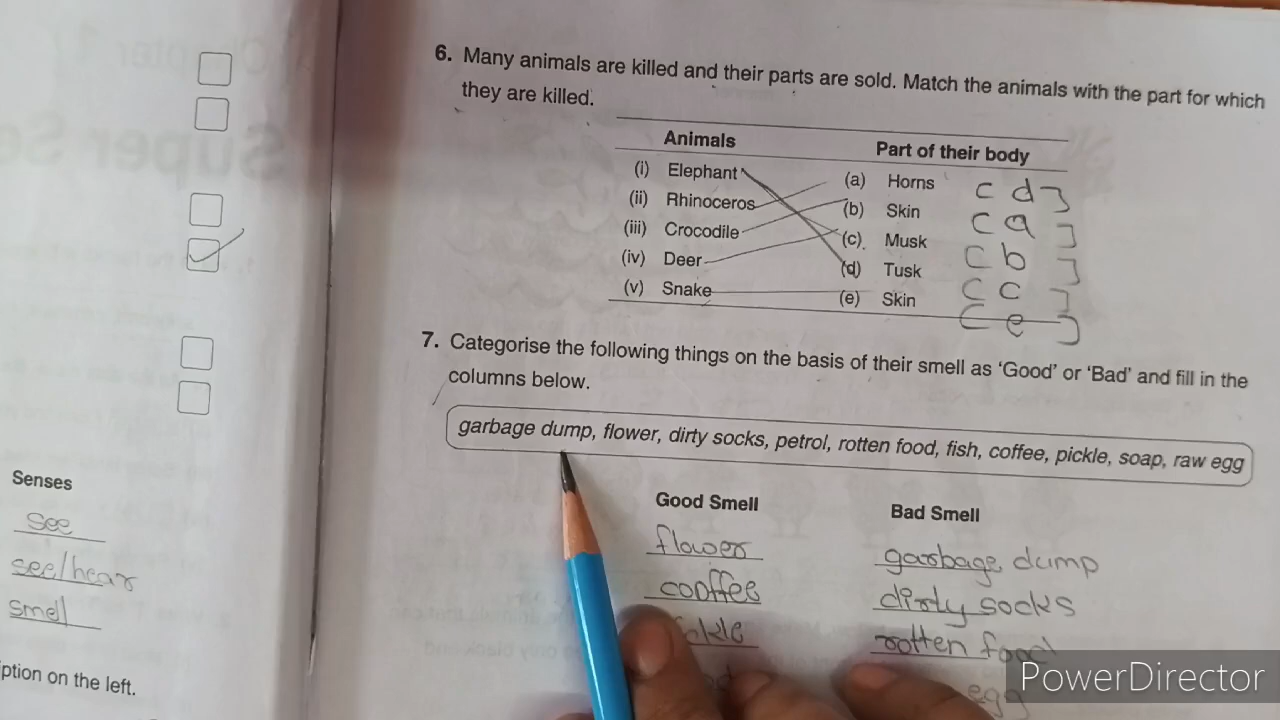 6. Many animals are killed and their parts are sold. Match the animals with the part for which
they are killed.
Animals Part of their body
(i) Elephant (a) Horns c d ]
(ii) Rhinoceros (b) Skin c a ]
(iii) Crocodile (c) Musk c b ]
(iv) Deer (d) Tusk c c ]
(v) Snake (e) Skin c e ]
7. Categorise the following things on the basis of their smell as 'Good' or 'Bad' and fill in the
columns below.
garbage dump, flower, dirty socks, petrol, rotten food, fish, coffee, pickle, soap, raw egg
Good Smell Bad Smell
flower garbage dump
cooffee dirty socks
ckle rotten food
egg
Senses
see
see/hear
smell
ption on the left.
PowerDirector